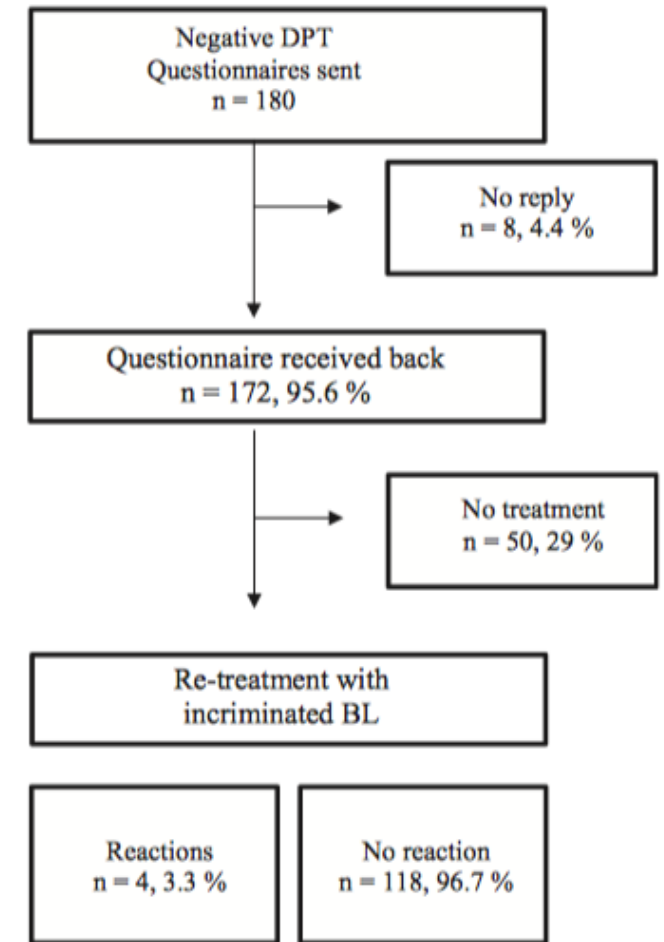 Negative DPT
Questionnaires sent
n = 180
No reply
n = 8, 4.4 %
Questionnaire received back
n = 172, 95.6 %
No treatment
n = 50, 29 %
Re-treatment with
incriminated BL
Reactions
n = 4, 3.3 %
No reaction
n = 118, 96.7 %